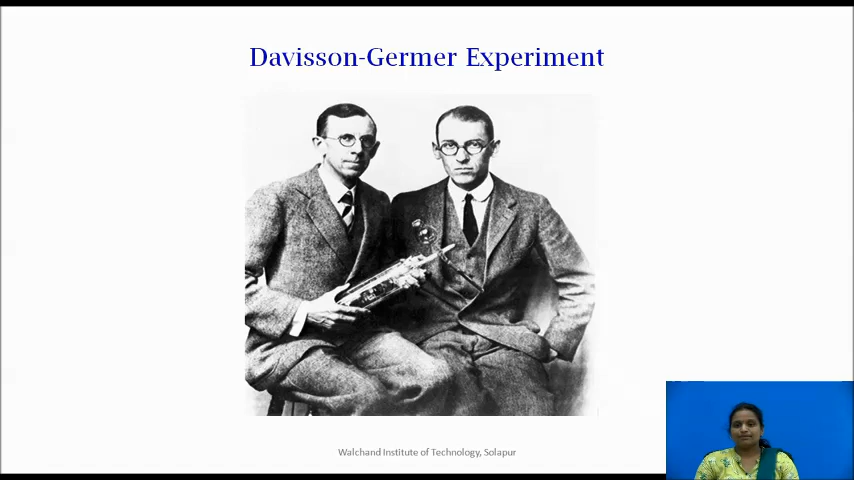 Davisson-Germer Experiment
Walchand Institute of Technology, Solapur